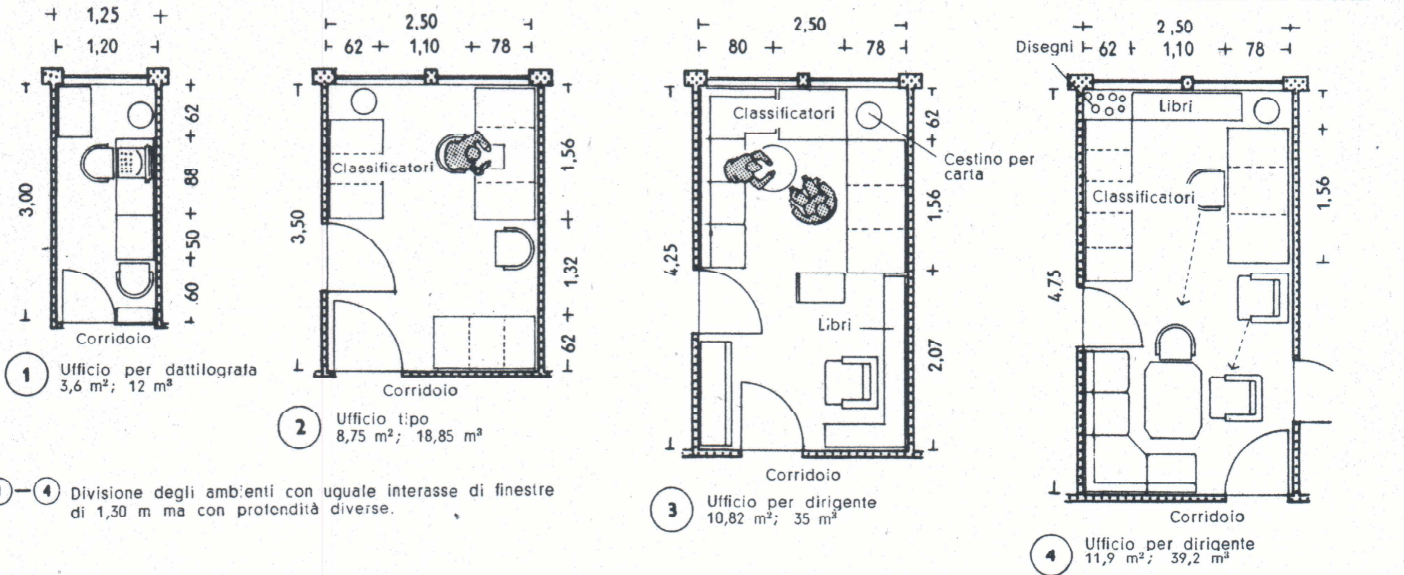 1,25
1,20
3,00
62
88
50
60
Corridoio
1 Ufficio per dattilografa
3,6 m²; 12 m³
2,50
62 1,10 78
3,50
Classificatori
1,56
1,32
62
Corridoio
2 Ufficio tipo
8,75 m²; 18,85 m³
4 Divisione degli ambienti con uguale interasse di finestre
di 1,30 m ma con profondità diverse.
2,50
80 78
4,25
Classificatori
62
Cestino per
carta
1,56
Libri
2,07
Corridoio
3 Ufficio per dirigente
10,82 m²; 35 m³
2,50
Disegni 62 1,10 78
Libri
Classificatori
1,56
4,75
Corridoio
4 Ufficio per dirigente
11,9 m²; 39,2 m³